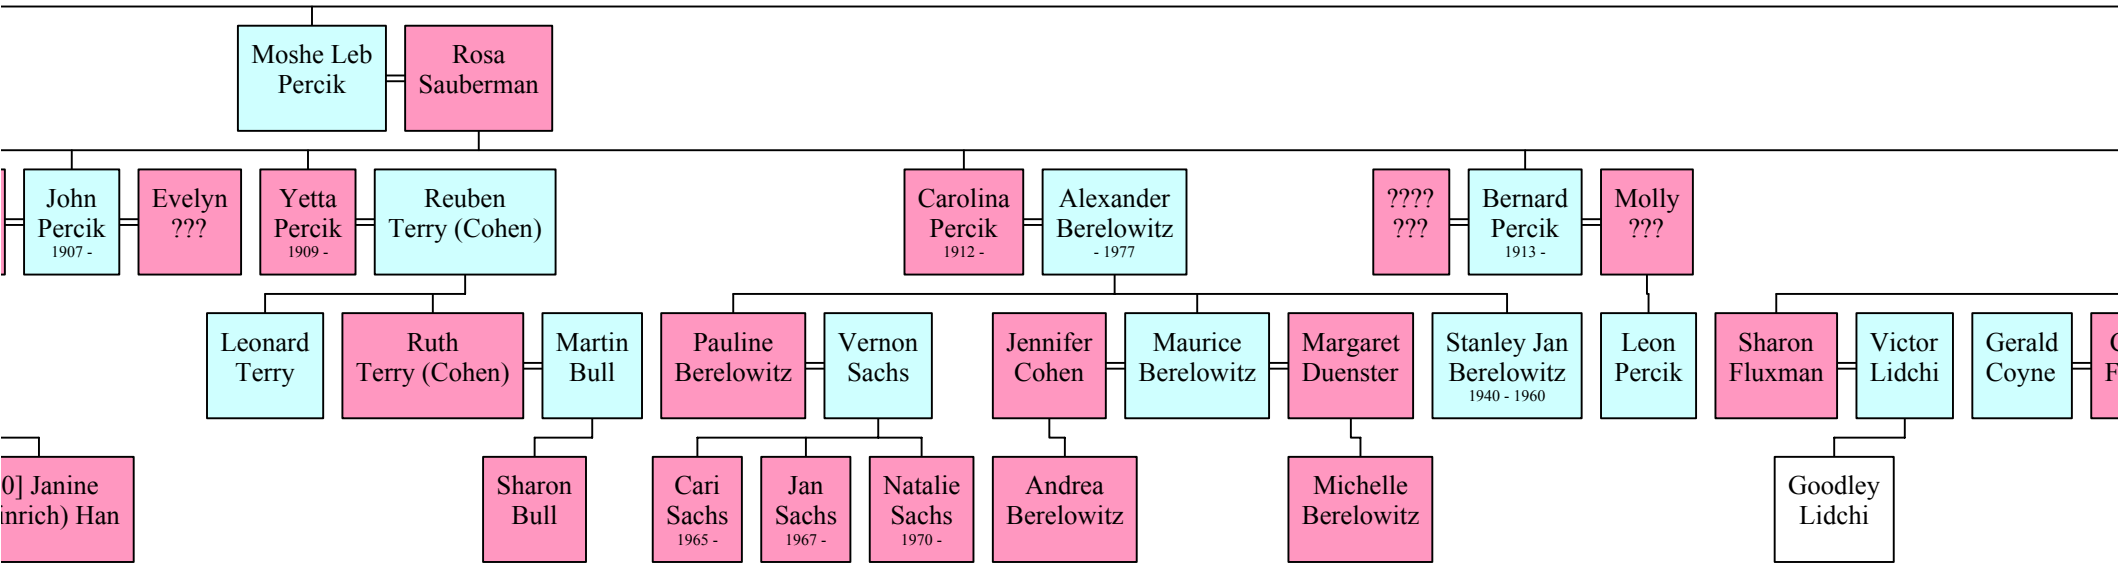 Moshe Leb
Percik
Rosa
Sauberman
John
Percik
1907 -
Evelyn
???
Yetta
Percik
1909 -
Reuben
Terry (Cohen)
Carolina
Percik
1912 -
Alexander
Berelowitz
- 1977
????
???
Bernard
Percik
1913 -
Molly
???
Leonard
Terry
Ruth
Terry (Cohen)
Martin
Bull
Pauline
Berelowitz
Vernon
Sachs
Jennifer
Cohen
Maurice
Berelowitz
Margaret
Duenster
Stanley Jan
Berelowitz
1940 - 1960
Leon
Percik
Sharon
Fluxman
Victor
Lidchi
Gerald
Coyne
F
0] Janine
inrich) Han
Sharon
Bull
Cari
Sachs
1965 -
Jan
Sachs
1967 -
Natalie
Sachs
1970 -
Andrea
Berelowitz
Michelle
Berelowitz
Goodley
Lidchi